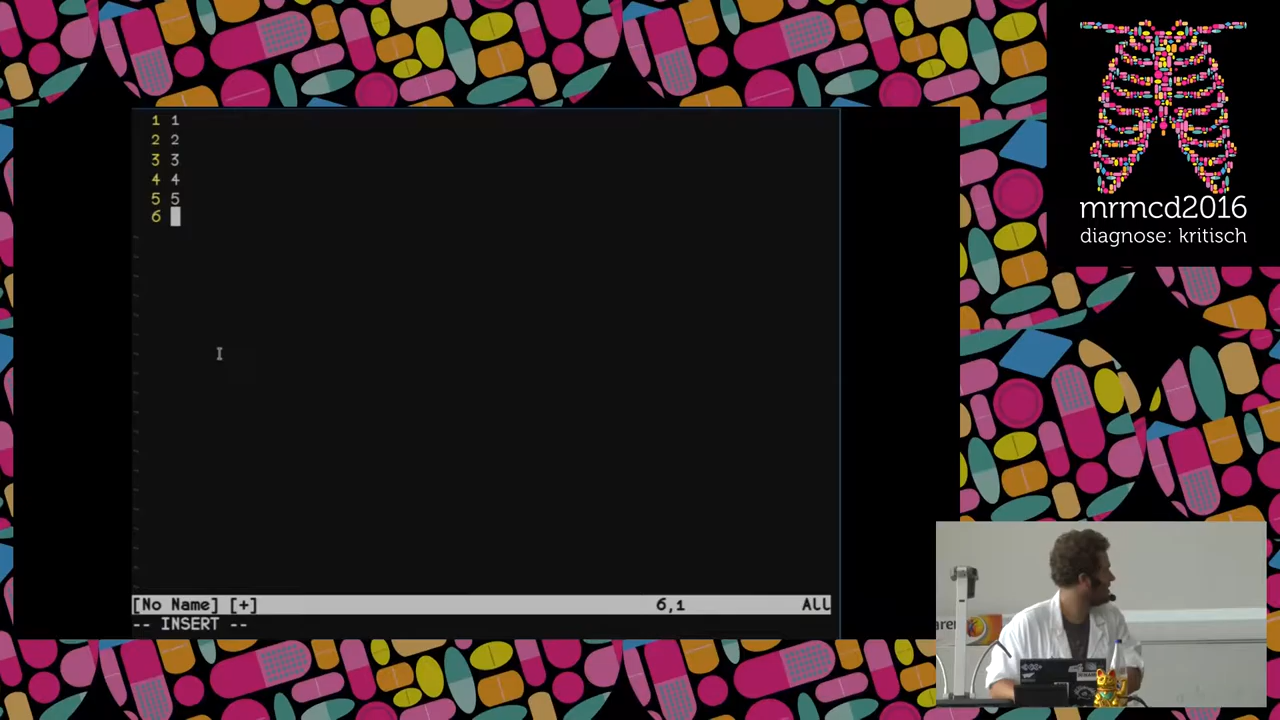 1 1
2 2
3 3
4 4
5 5
6
[No Name] [+] 6,1 All
-- INSERT --
mrmcd2016
diagnose: kritisch